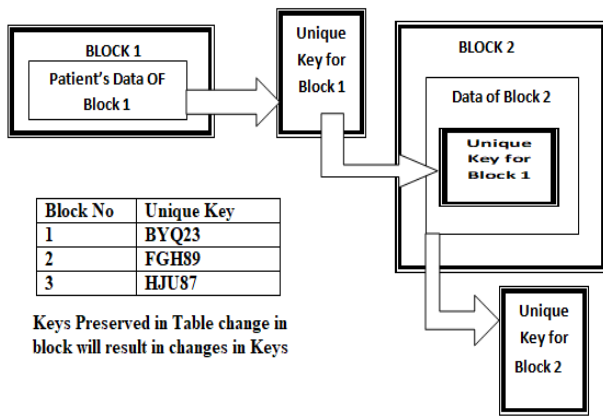 BLOCK 1
Patient's Data OF
Block 1
Unique
Key for
Block 1
BLOCK 2
Data of Block 2
Unique
Key for
Block 1
Block No Unique Key
1 BYQ23
2 FGH89
3 HJU87
Keys Preserved in Table change in
block will result in changes in Keys
Unique
Key for
Block 2